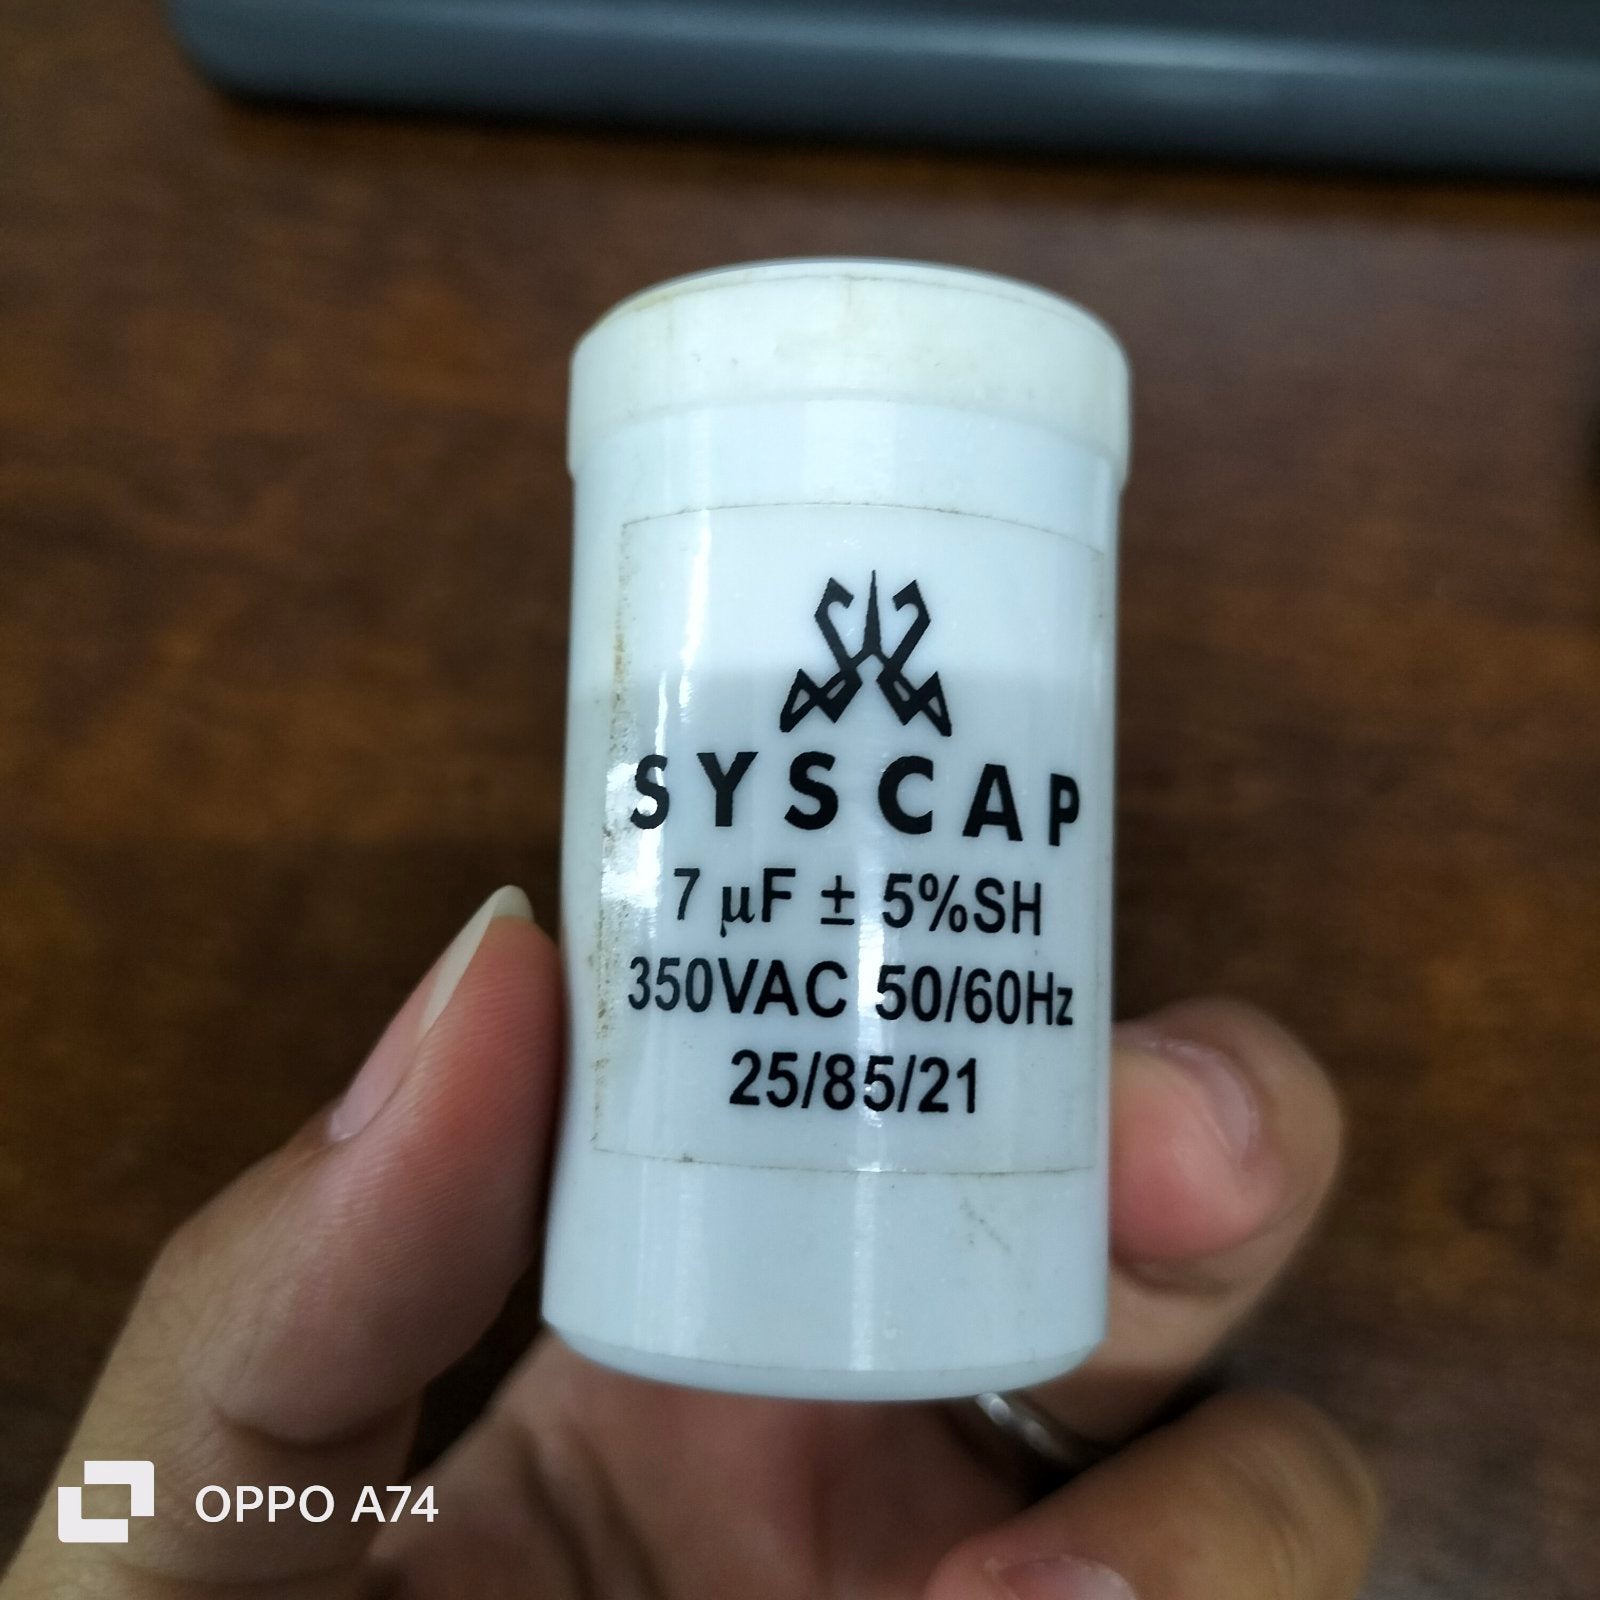 SYSCAP
7 µF ± 5%SH
350VAC 50/60Hz
25/85/21
OPPO A74